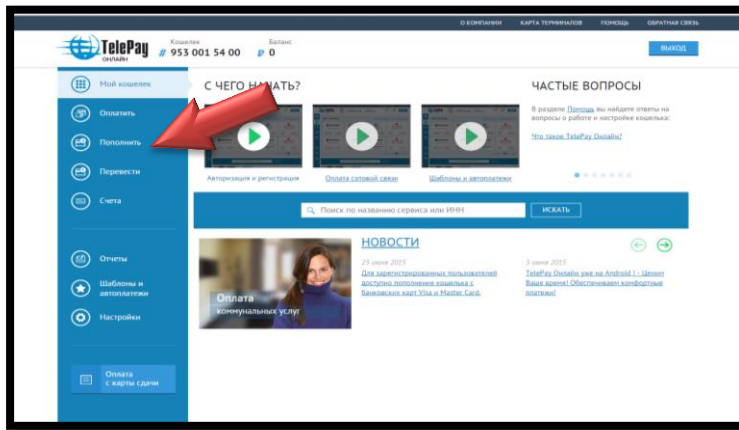 О КОМПАНИИ КАРТА ТЕРМИНАЛОВ ПОМОЩЬ ОБРАТНАЯ СВЯЗЬ
TelePay
ОНЛАЙН
Кошелек
# 953 001 54 00
Баланс
₽ 0
ВЫХОД
Мой кошелек
Оплатить
Пополнить
Перевести
Счета
Отчеты
Шаблоны и
автоплатежи
Настройки
Оплата
с карты сдачи
С ЧЕГО НАЧАТЬ?
Авторизация и регистрация
Оплата сотовой связи
Шаблоны и автоплатежи
ЧАСТЫЕ ВОПРОСЫ
В разделе Помощь вы найдете ответы на
вопросы о работе и настройке кошелька:
Что такое TelePay Онлайн?
Поиск по названию сервиса или ИНН
ИСКАТЬ
Оплата
коммунальных услуг
НОВОСТИ
23 июня 2015
Для зарегистрированных пользователей
доступно пополнение кошелька с
банковских карт Visa и Master Card.
3 июня 2015
TelePay Онлайн уже на Android ! - Ценим
Ваше время! Обеспечиваем комфортные
платежи!